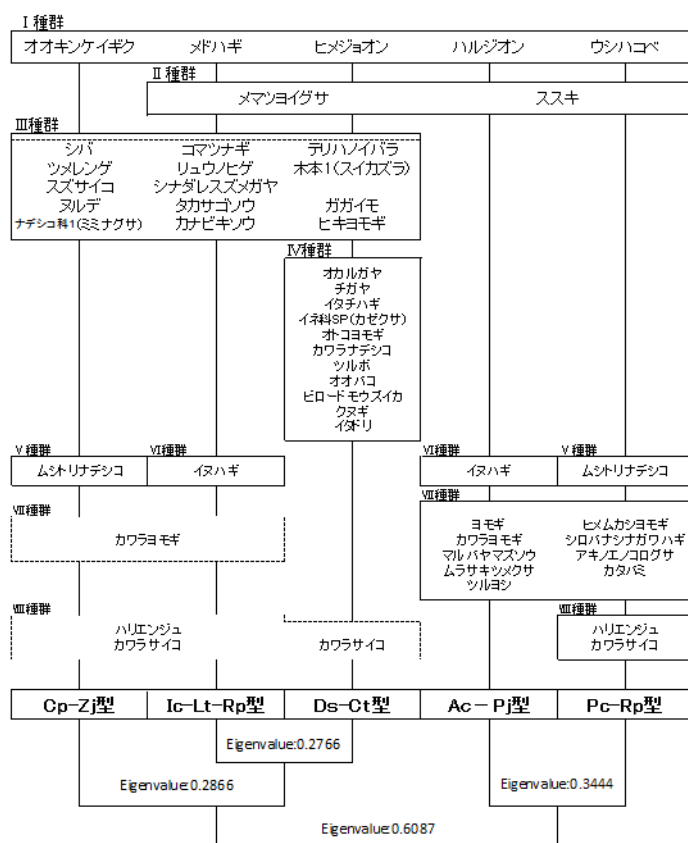 Ⅰ種群
オオキンケイギク メドハギ ヒメジョオン ハルジオン ウシハコベ
Ⅱ種群
メマツヨイグサ ススキ
Ⅲ種群
シバ コマツナギ テリハノイバラ
ツメレンゲ リュウノヒゲ 木本1(スイカズラ)
スズサイコ シナダレスズメガヤ
ヌルデ タカサゴソウ ガガイモ
ナデシコ科1(ミミナグサ) カナビキソウ ヒキヨモギ
Ⅳ種群
オカルガヤ
チガヤ
イタチハギ
イネ科SP(カゼクサ)
オトコヨモギ
カワラナデシコ
ツルボ
オオバコ
ビロードモウズイカ
クヌギ
イタドリ
Ⅴ種群 Ⅵ種群 Ⅵ種群 Ⅴ種群
ムシトリナデシコ イヌハギ イヌハギ ムシトリナデシコ
Ⅶ種群 Ⅶ種群
カワラヨモギ
ヨモギ ヒメムカシヨモギ
カワラヨモギ シロバナシナガワハギ
マルバヤマズソウ アキノエノコログサ
ムラサキツメクサ カタバミ
ツルヨシ
Ⅷ種群 Ⅷ種群
ハリエンジュ ハリエンジュ
カワラサイコ カワラサイコ カワラサイコ
Cp-Zj型 Ic-Lt-Rp型 Ds-Ct型 Ac-Pj型 Pc-Rp型
Eigenvalue:0.2766
Eigenvalue:0.2866 Eigenvalue:0.3444
Eigenvalue:0.6087